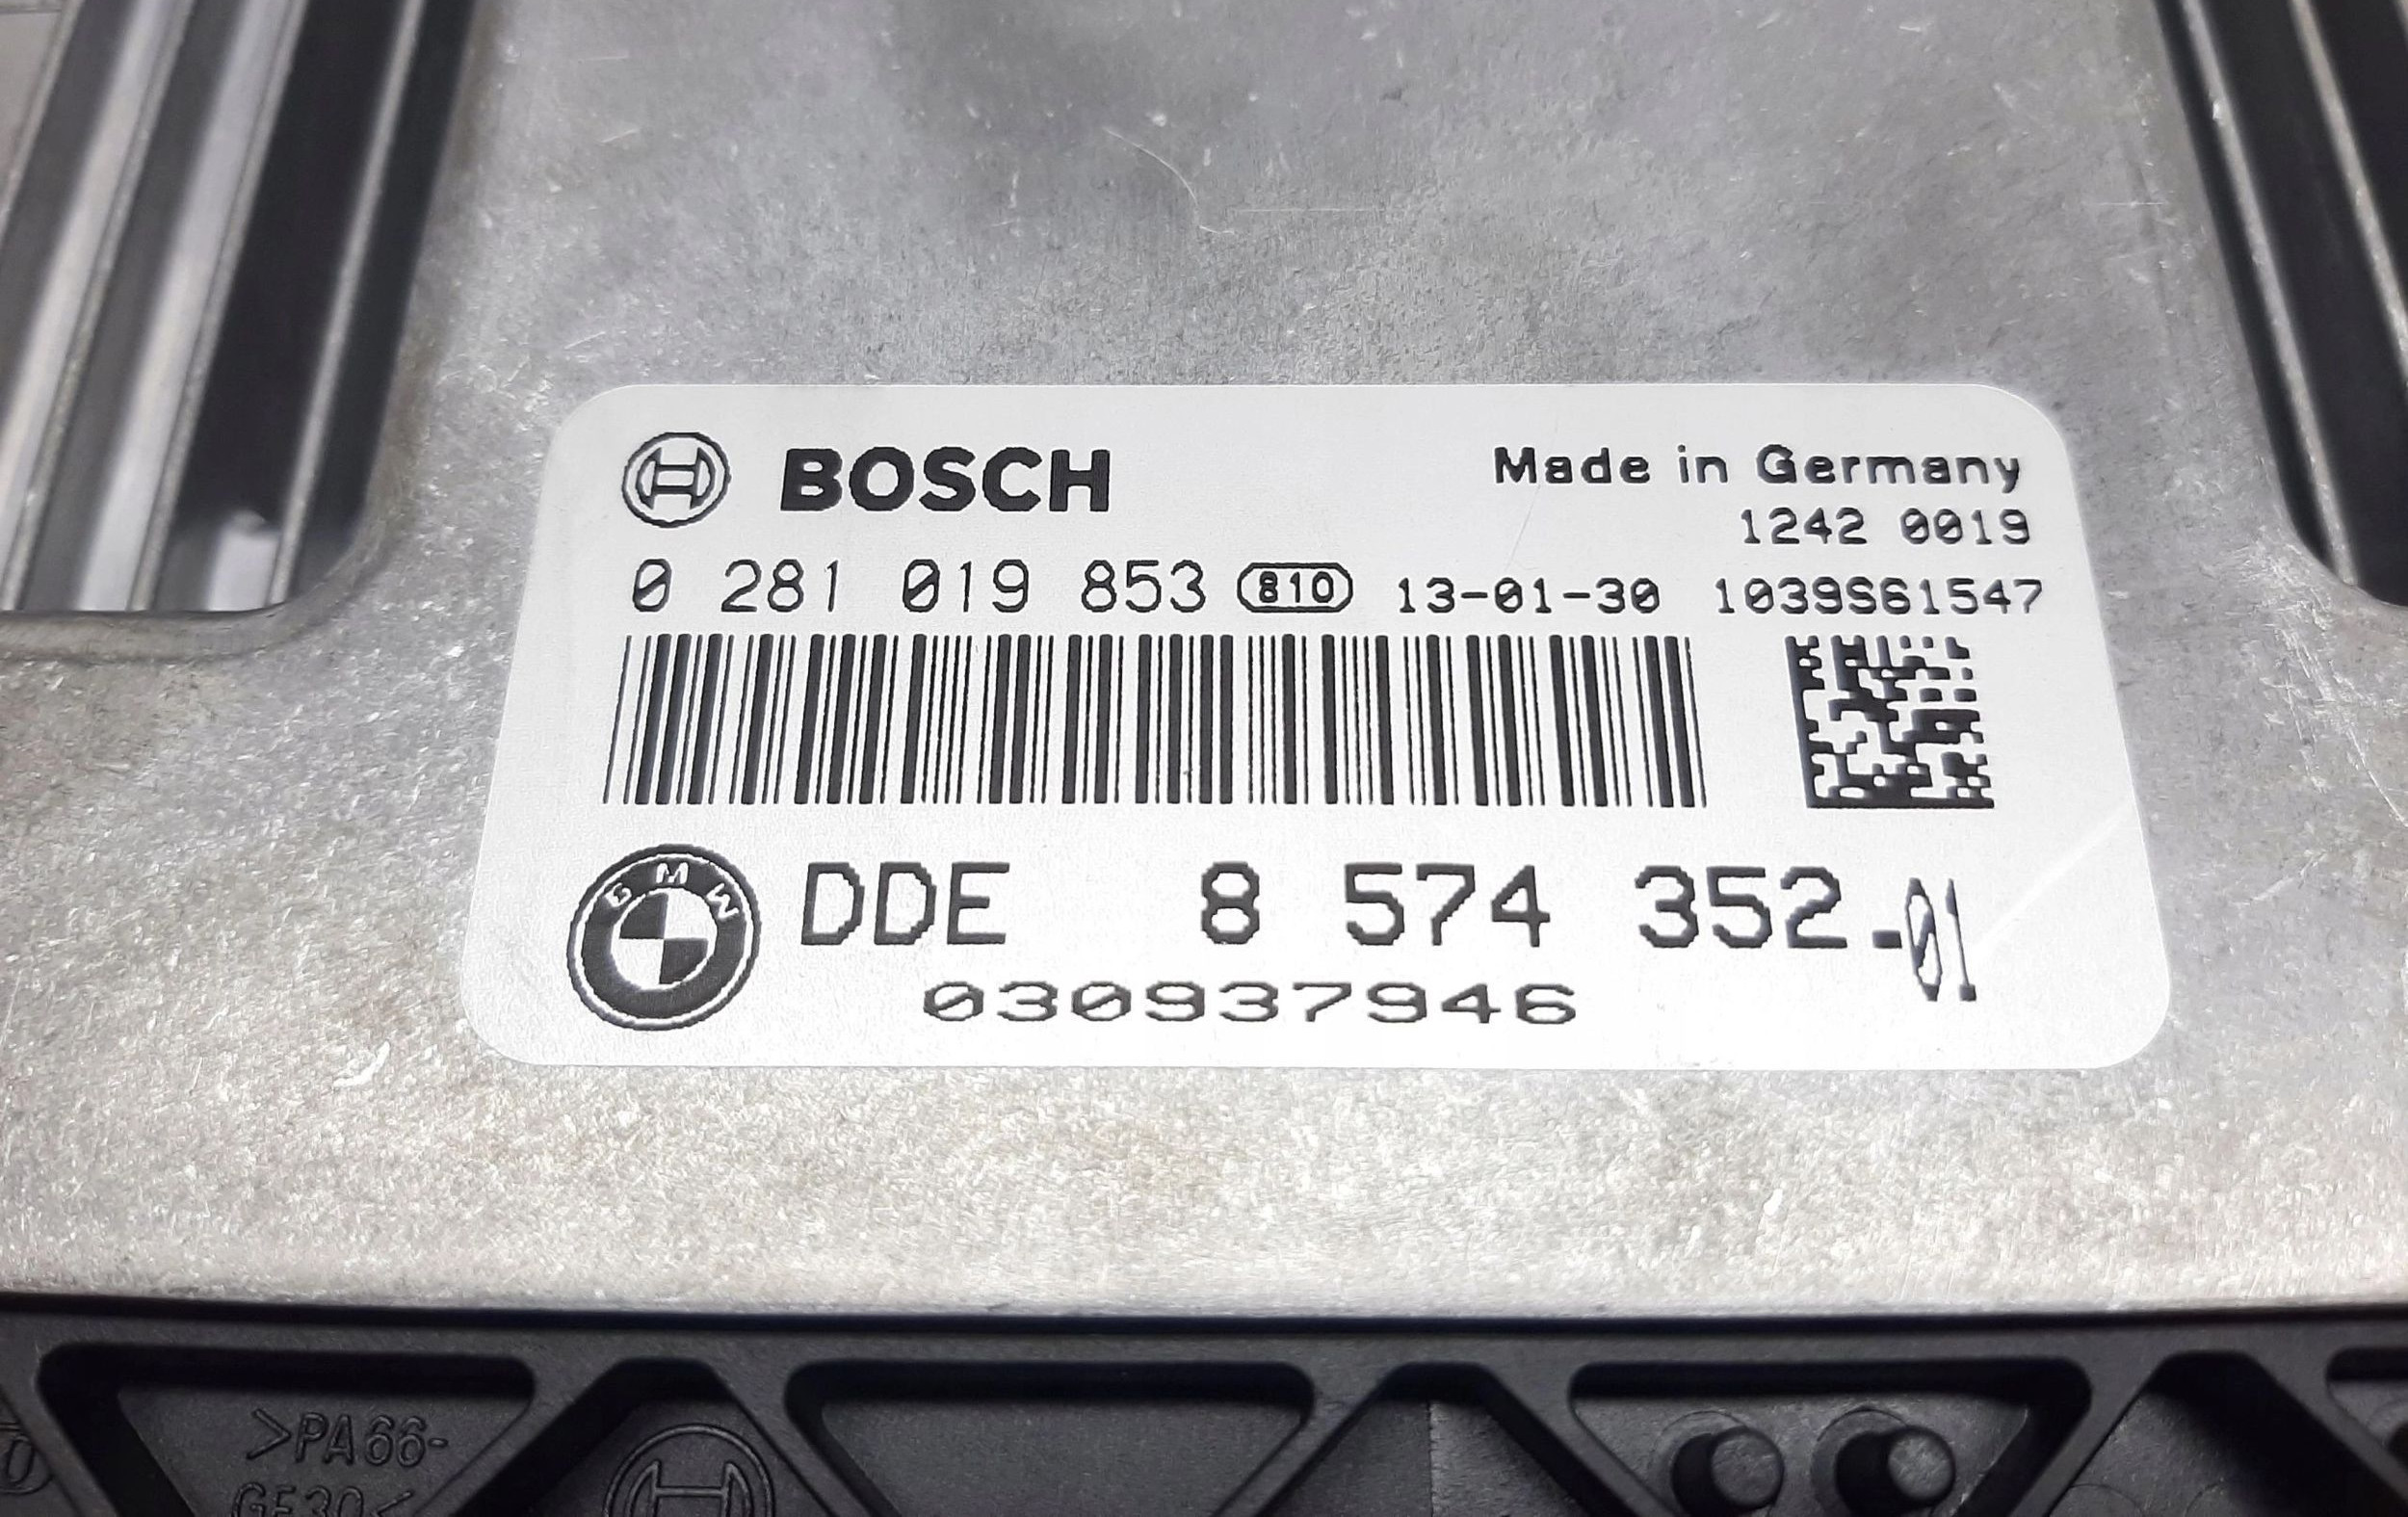 BOSCH
Made in Germany
1242 0019
0 281 019 853 810 13-01-30 1039S61547
BMW DDE 8 574 352-01
030937946
>PA66-
GF30<